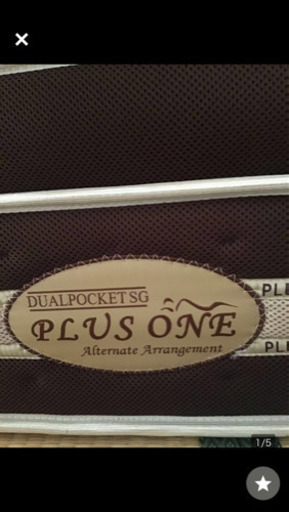 DUALPOCKET SG
PLUS ONE
Alternate Arrangement
1/5